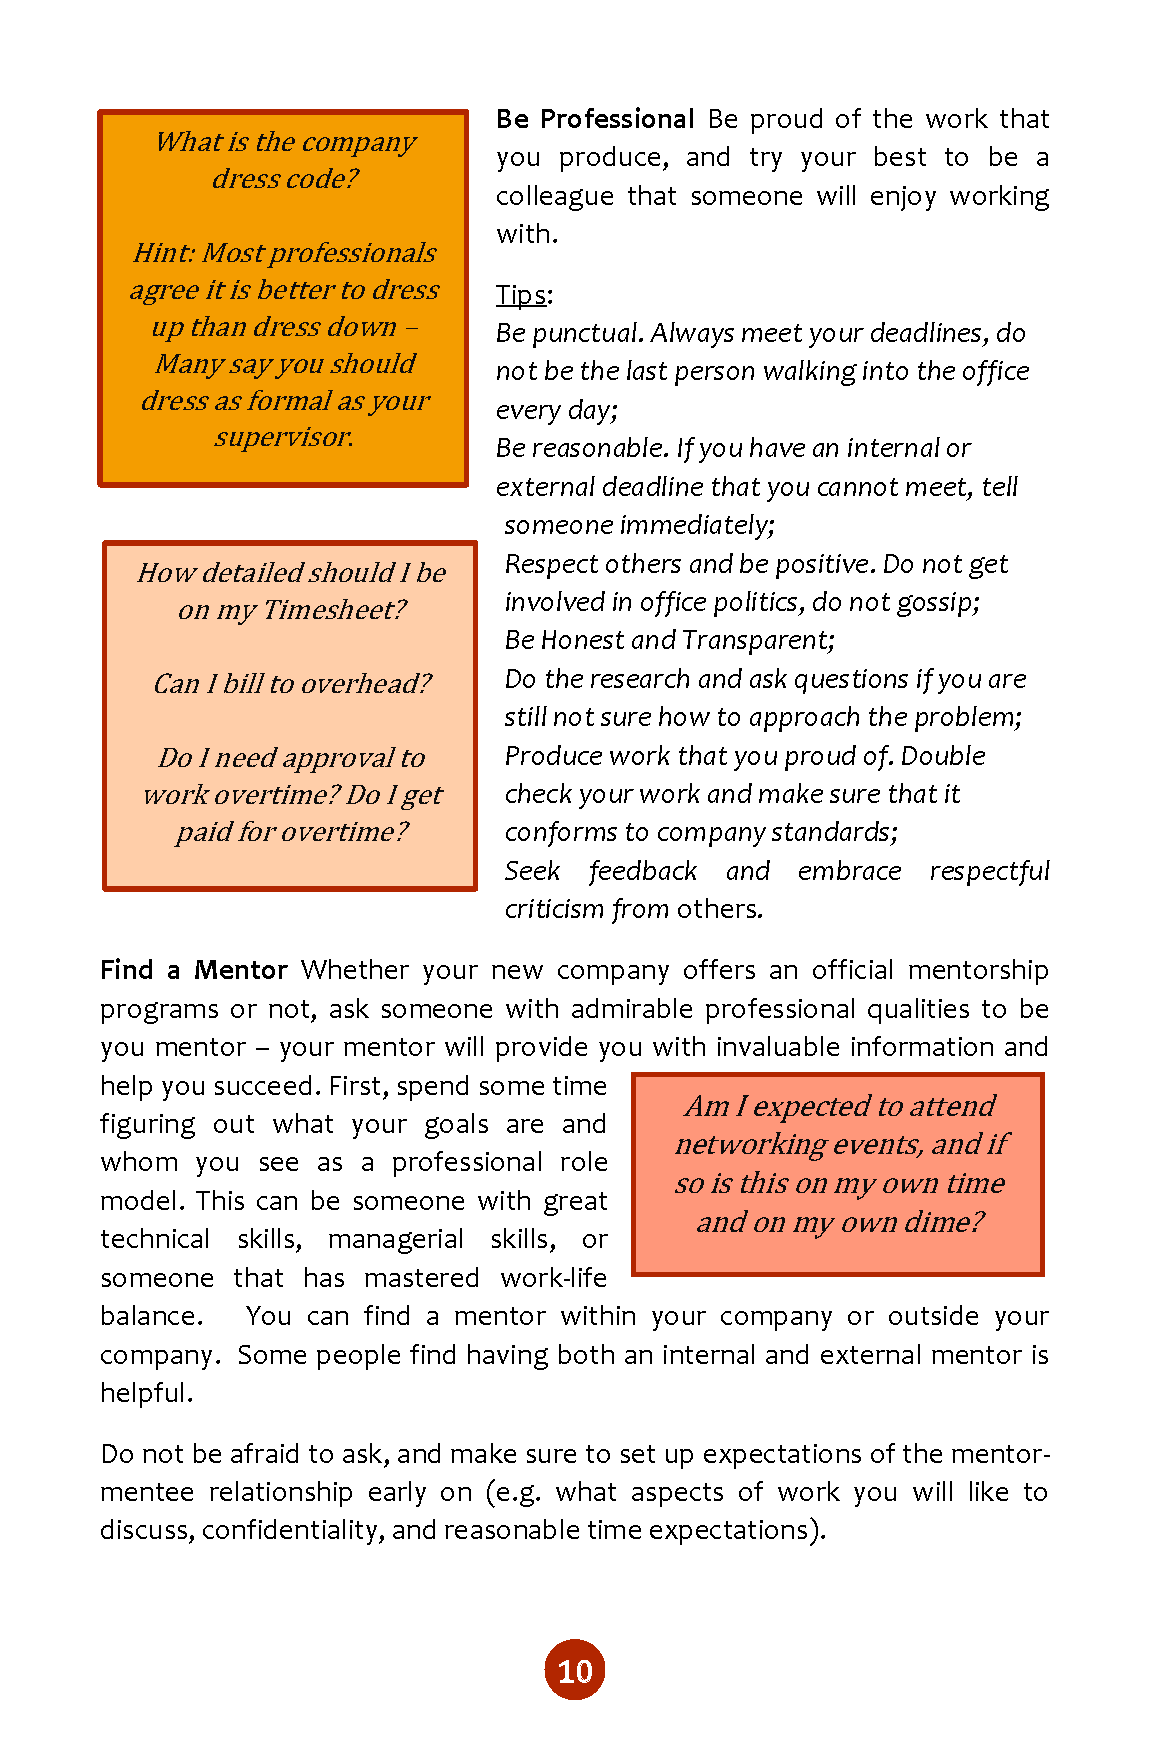 What is the company
dress code?
Hint: Most professionals
agree it is better to dress
up than dress down –
Many say you should
dress as formal as your
supervisor.
Be Professional Be proud of the work that
you produce, and try your best to be a
colleague that someone will enjoy working
with.
Tips:
Be punctual. Always meet your deadlines, do
not be the last person walking into the office
every day;
Be reasonable. If you have an internal or
external deadline that you cannot meet, tell
someone immediately;
Respect others and be positive. Do not get
involved in office politics, do not gossip;
Be Honest and Transparent;
Do the research and ask questions if you are
still not sure how to approach the problem;
Produce work that you proud of. Double
check your work and make sure that it
conforms to company standards;
Seek feedback and embrace respectful
criticism from others.
How detailed should I be
on my Timesheet?
Can I bill to overhead?
Do I need approval to
work overtime? Do I get
paid for overtime?
Find a Mentor Whether your new company offers an official mentorship
programs or not, ask someone with admirable professional qualities to be
you mentor – your mentor will provide you with invaluable information and
help you succeed. First, spend some time
figuring out what your goals are and
whom you see as a professional role
model. This can be someone with great
technical skills, managerial skills, or
someone that has mastered work-life
balance. You can find a mentor within your company or outside your
company. Some people find having both an internal and external mentor is
helpful.
Am I expected to attend
networking events, and if
so is this on my own time
and on my own dime?
Do not be afraid to ask, and make sure to set up expectations of the mentor-
mentee relationship early on (e.g. what aspects of work you will like to
discuss, confidentiality, and reasonable time expectations).
10